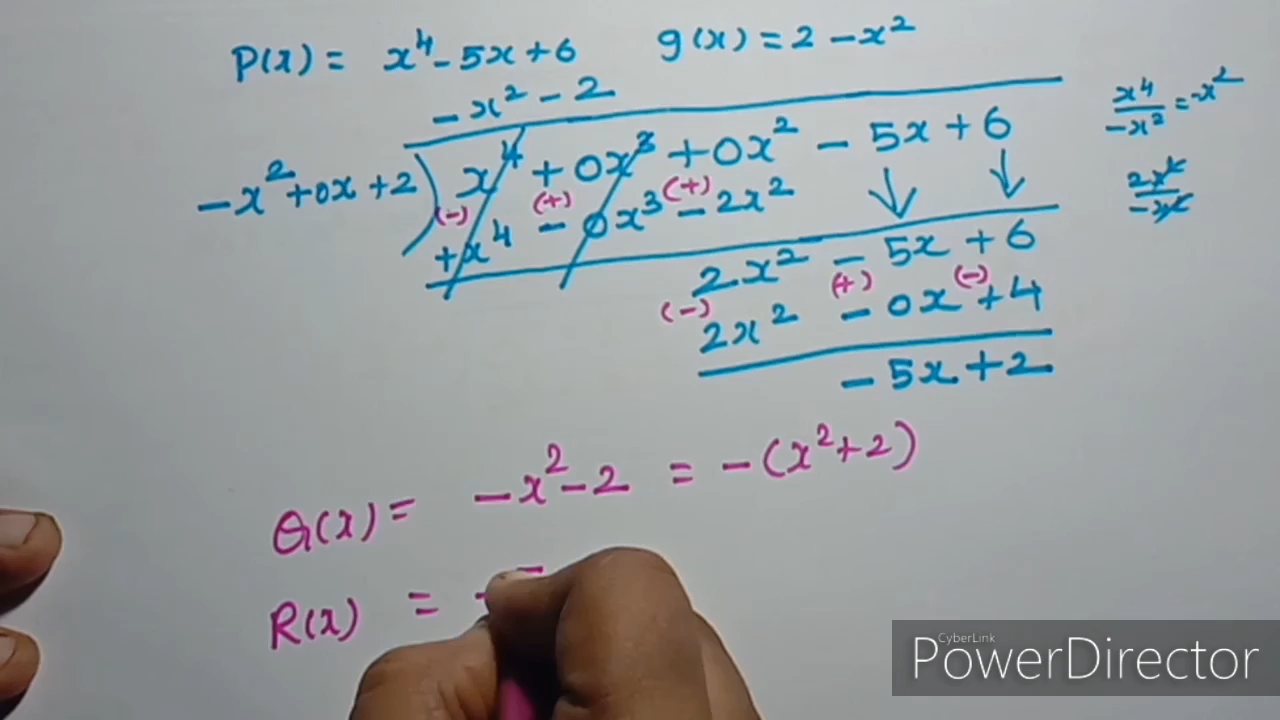 P(x) = x⁴ - 5x + 6 g(x) = 2 - x²
- x² - 2
x⁴/-x² = -x²
- x² + 0x + 2 ) x⁴ + 0x³ + 0x² - 5x + 6
(-) (+) (+)
+x⁴ - 0x³ - 2x²
2x²/-x²
2x² - 5x + 6
(-) (+) (-)
2x² - 0x + 4
- 5x + 2
Q(x) = - x² - 2 = - (x² + 2)
R(x) = -
CyberLink
PowerDirector